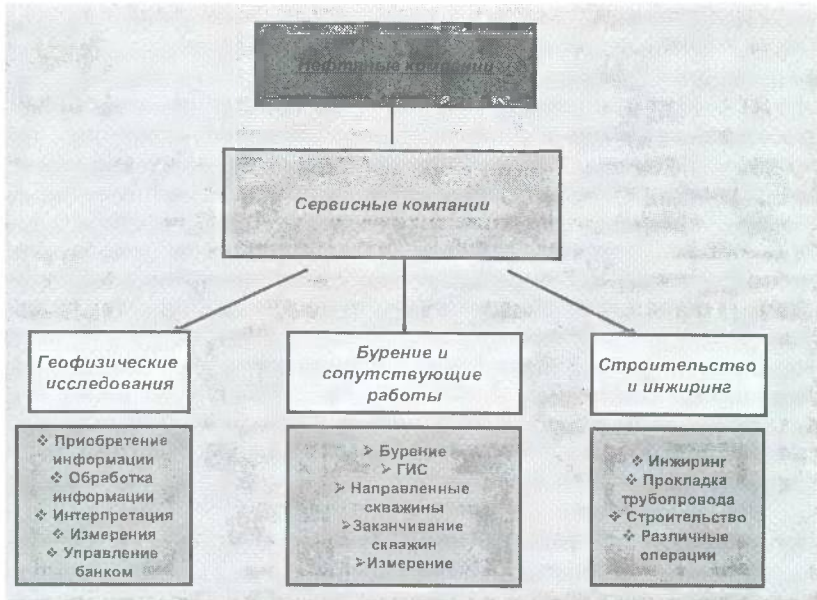 Нефтяные компании
Сервисные компании
Геофизические
исследования
Бурение и
сопутствующие
работы
Строительство
и инжиринг
❖ Приобретение
информации
❖ Обработка
информации
❖ Интерпретация
❖ Измерения
❖ Управление
банком
➢ Бурение
➢ ГИС
➢ Направленные
скважины
➢Заканчивание
скважин
➢Измерение
❖ Инжиринг
❖ Прокладка
трубопровода
❖ Строительство
❖ Различные
операции